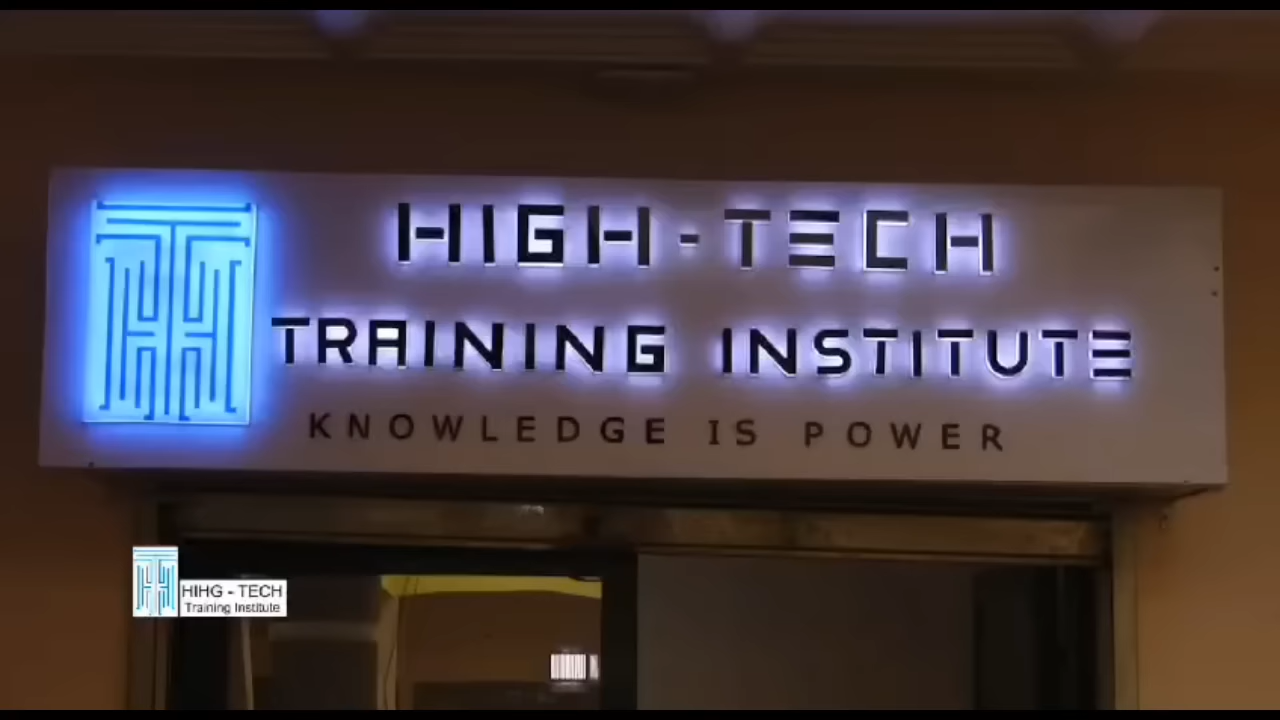 HIGH-TECH
TRAINING INSTITUTE
KNOWLEDGE IS POWER
HIHG - TECH
Training Institute